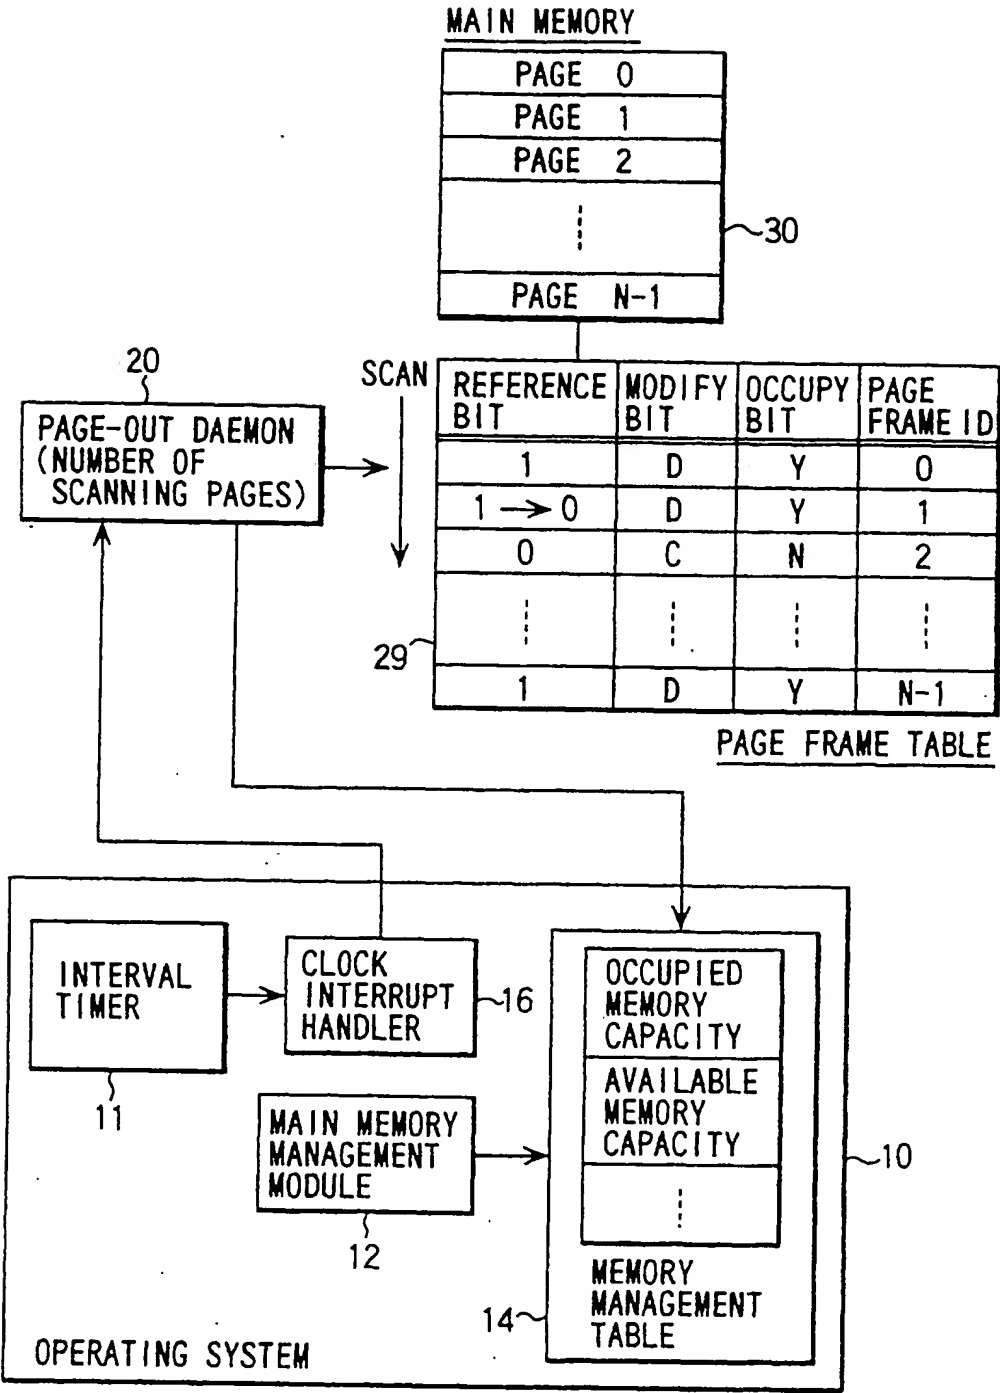 MAIN MEMORY
PAGE 0
PAGE 1
PAGE 2
30
PAGE N-1
20
SCAN
REFERENCE BIT
MODIFY BIT
OCCUPY BIT
PAGE FRAME ID
PAGE-OUT DAEMON
(NUMBER OF
SCANNING PAGES)
1 D Y 0
1 → 0 D Y 1
0 C N 2
29
1 D Y N-1
PAGE FRAME TABLE
INTERVAL
TIMER
11
CLOCK
INTERRUPT
HANDLER
16
OCCUPIED
MEMORY
CAPACITY
AVAILABLE
MEMORY
CAPACITY
MAIN MEMORY
MANAGEMENT
MODULE
12
10
MEMORY
MANAGEMENT
TABLE
14
OPERATING SYSTEM